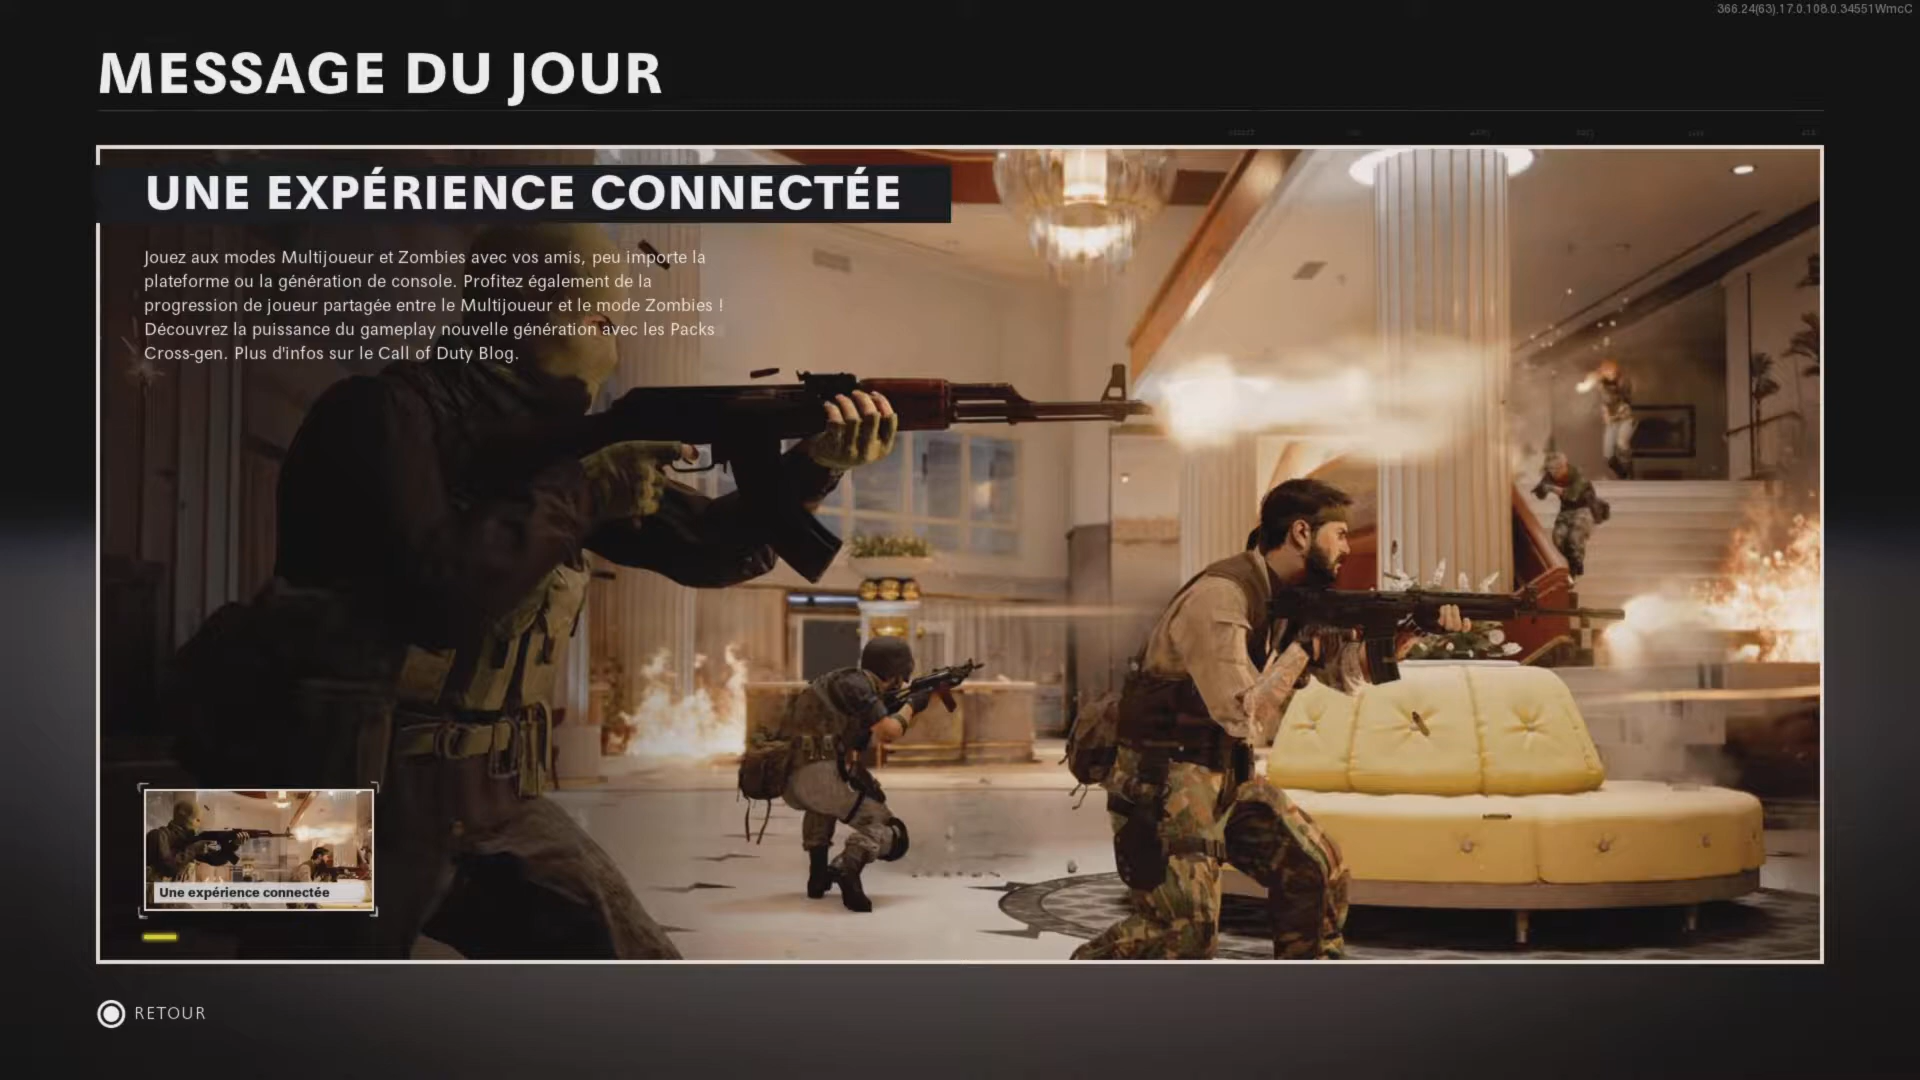 366.24(63).17.0.108.0.34551WmcC
MESSAGE DU JOUR
UNE EXPÉRIENCE CONNECTÉE
Jouez aux modes Multijoueur et Zombies avec vos amis, peu importe la
plateforme ou la génération de console. Profitez également de la
progression de joueur partagée entre le Multijoueur et le mode Zombies !
Découvrez la puissance du gameplay nouvelle génération avec les Packs
Cross-gen. Plus d'infos sur le Call of Duty Blog.
Une expérience connectée
RETOUR